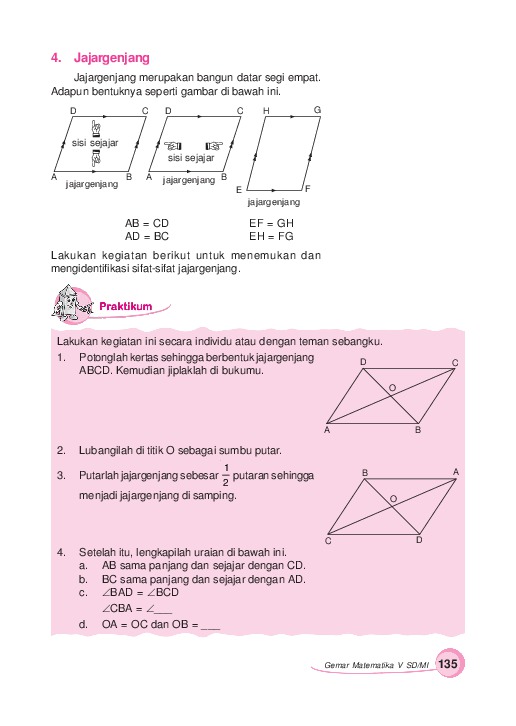 4. Jajargenjang
Jajargenjang merupakan bangun datar segi empat.
Adapun bentuknya seperti gambar di bawah ini.
D C D C H G
sisi sejajar
sisi sejajar
A B A B
jajargenjang jajargenjang
E F
jajargenjang
AB = CD EF = GH
AD = BC EH = FG
Lakukan kegiatan berikut untuk menemukan dan
mengidentifikasi sifat-sifat jajargenjang.
Praktikum
Lakukan kegiatan ini secara individu atau dengan teman sebangku.
1. Potonglah kertas sehingga berbentuk jajargenjang
ABCD. Kemudian jiplaklah di bukumu.
D C
O
A B
2. Lubangilah di titik O sebagai sumbu putar.
3. Putarlah jajargenjang sebesar 1/2 putaran sehingga
menjadi jajargenjang di samping.
B A
O
C D
4. Setelah itu, lengkapilah uraian di bawah ini.
a. AB sama panjang dan sejajar dengan CD.
b. BC sama panjang dan sejajar dengan AD.
c. ∠BAD = ∠BCD
∠CBA = ∠___
d. OA = OC dan OB = ___
Gemar Matematika V SD/MI 135